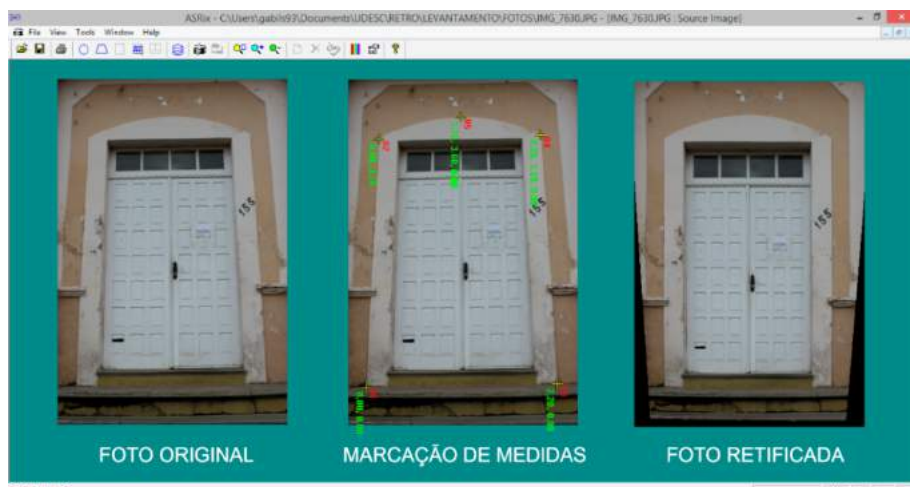 ASRix - C:\Users\gabiis93\Documents\UDESC\RETRO\LEVANTAMENTO\FOTOS\IMG_7630.JPG - [IMG_7630.JPG : Source Image]
File View Tools Window Help
155
155
155
FOTO ORIGINAL
MARCAÇÃO DE MEDIDAS
FOTO RETIFICADA